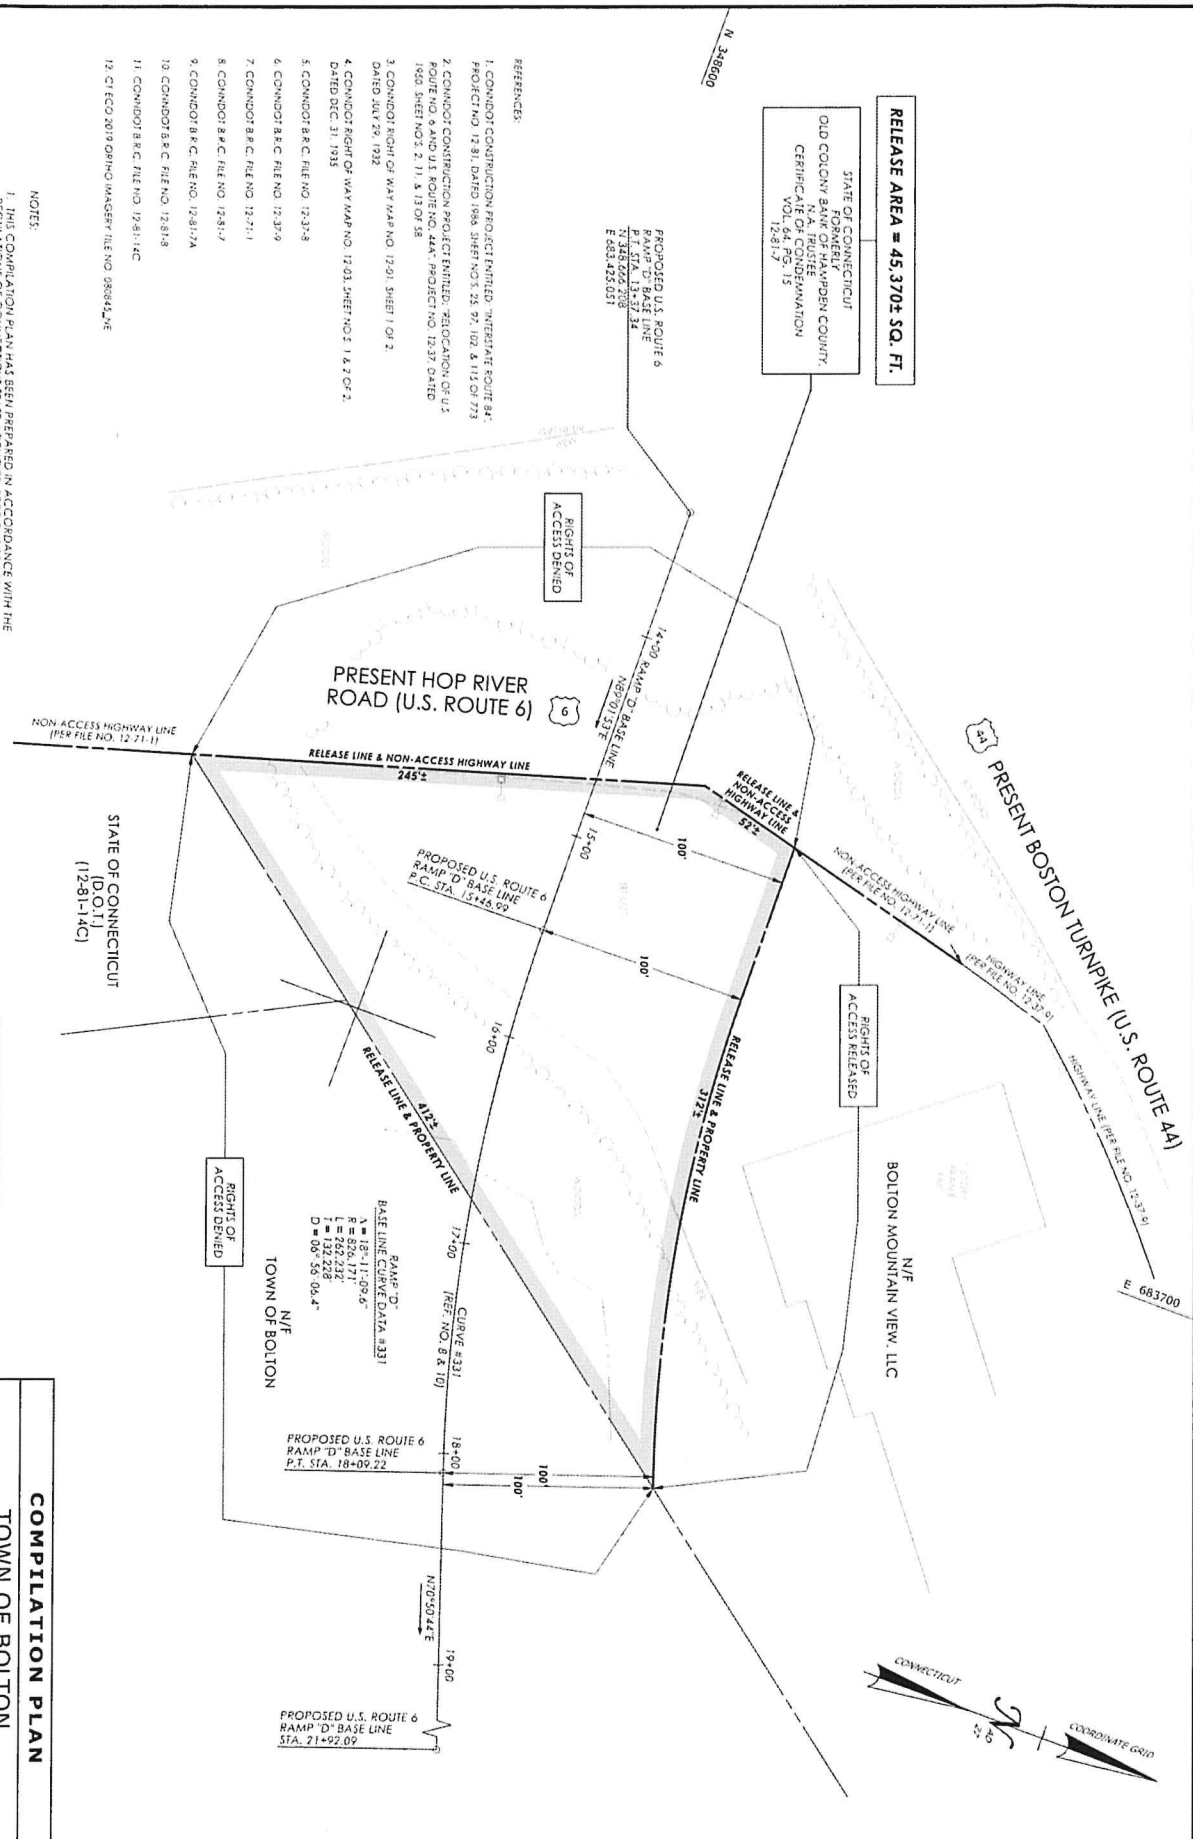 RELEASE AREA = 45,370± SQ. FT.
STATE OF CONNECTICUT
FORMERLY
OLD COLONY BANK OF HAMPDEN COUNTY,
N.A. TRUSTEE
CERTIFICATE OF CONDEMNATION
VOL. 64, PG. 15
12-81-7
N 348600
PROPOSED U.S. ROUTE 6
RAMP "D" BASE LINE
P.T. STA. 13+37.34
N 348,666.208
E 683,425.051
REFERENCES:
1. CONNDOT CONSTRUCTION PROJECT ENTITLED: "INTERSTATE ROUTE 84",
PROJECT NO. 12-81, DATED 1986. SHEET NO'S. 25, 97, 102, & 115 OF 773
2. CONNDOT CONSTRUCTION PROJECT ENTITLED: "RELOCATION OF U.S.
ROUTE NO. 6 AND U.S. ROUTE NO. 44A", PROJECT NO. 12-37, DATED
1950. SHEET NO'S. 2, 11, & 13 OF 58
3. CONNDOT RIGHT OF WAY MAP NO. 12-01, SHEET 1 OF 2.
DATED JULY 29, 1932
4. CONNDOT RIGHT OF WAY MAP NO. 12-03, SHEET NO'S. 1 & 2 OF 2.
DATED DEC. 31, 1935
5. CONNDOT B.R.C. FILE NO. 12-37-8
6. CONNDOT B.R.C. FILE NO. 12-37-9
7. CONNDOT B.R.C. FILE NO. 12-71-1
8. CONNDOT B.R.C. FILE NO. 12-81-7
9. CONNDOT B.R.C. FILE NO. 12-81-7A
10. CONNDOT B.R.C. FILE NO. 12-81-8
11. CONNDOT B.R.C. FILE NO. 12-81-14C
12. CT ECO 2019 ORTHO IMAGERY TILE NO. 080845_NE
NOTES:
1. THIS COMPILATION PLAN HAS BEEN PREPARED IN ACCORDANCE WITH THE
RIGHTS OF
ACCESS DENIED
PRESENT HOP RIVER
ROAD (U.S. ROUTE 6)
6
14+00
RAMP "D" BASE LINE
N89°01'53"E
44
PRESENT BOSTON TURNPIKE (U.S. ROUTE 44)
NON-ACCESS HIGHWAY LINE
(PER FILE NO. 12-71-1)
RELEASE LINE & NON-ACCESS HIGHWAY LINE
245'±
RELEASE LINE &
NON-ACCESS
HIGHWAY LINE
52'±
NON-ACCESS HIGHWAY LINE
(PER FILE NO. 12-71-1)
HIGHWAY LINE
(PER FILE NO. 12-37-9)
HIGHWAY LINE (PER FILE NO. 12-37-9)
E 683700
100'
15+00
PROPOSED U.S. ROUTE 6
RAMP "D" BASE LINE
P.C. STA. 15+46.99
100'
16+00
STATE OF CONNECTICUT
(D.O.T.)
(12-81-14C)
RIGHTS OF
ACCESS RELEASED
RELEASE LINE & PROPERTY LINE
312'±
412'±
RELEASE LINE & PROPERTY LINE
N/F
BOLTON MOUNTAIN VIEW, LLC
RIGHTS OF
ACCESS DENIED
17+00
RAMP "D"
BASE LINE CURVE DATA #331
Δ = 18°-11'-09.6"
R = 826.171'
L = 262.232'
T = 132.228'
D = 06°-56'-06.4"
N/F
TOWN OF BOLTON
CURVE #331
(REF. NO. 8 & 10)
18+00
PROPOSED U.S. ROUTE 6
RAMP "D" BASE LINE
P.T. STA. 18+09.22
100'
100'
N70°50'44"E
19+00
PROPOSED U.S. ROUTE 6
RAMP "D" BASE LINE
STA. 21+92.09
CONNECTICUT
N
COORDINATE GRID
COMPILATION PLAN
TOWN OF BOLTON